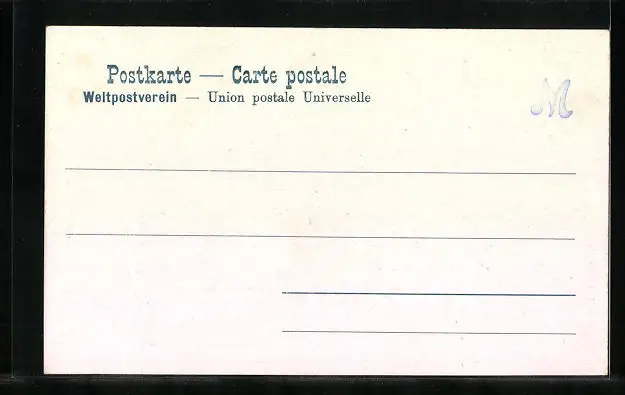 Postkarte — Carte postale
Weltpostverein — Union postale Universelle
M